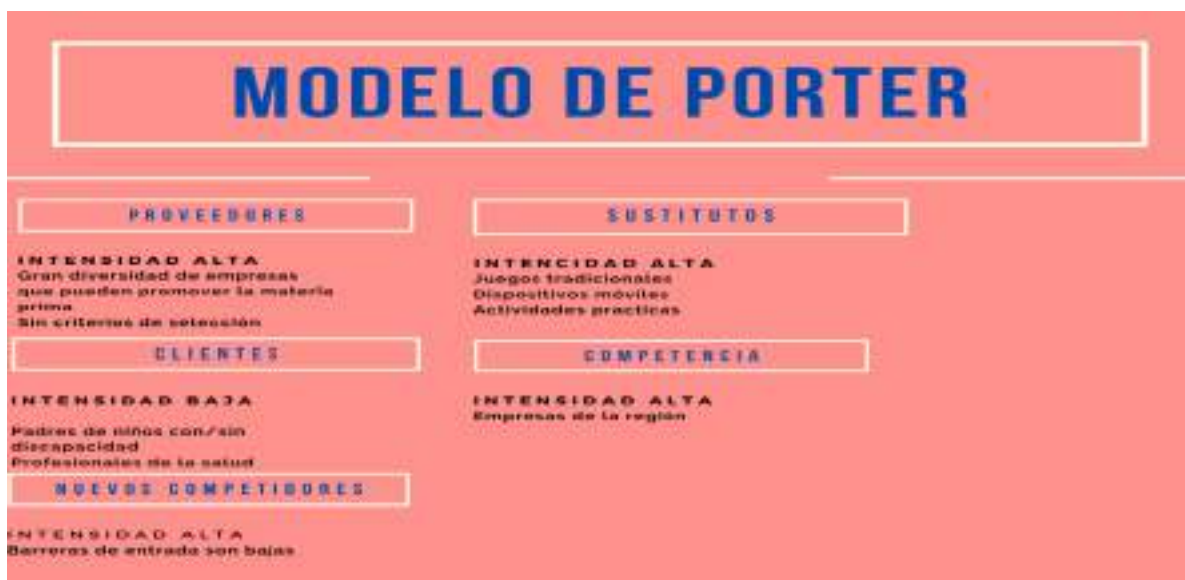 MODELO DE PORTER
PROVEEDORES
INTENSIDAD ALTA
Gran diversidad de empresas
que pueden promover la materia
prima
Sin criterios de selección
CLIENTES
INTENSIDAD BAJA
Padres de niños con/sin
discapacidad
Profesionales de la salud
NUEVOS COMPETIDORES
INTENSIDAD ALTA
Barreras de entrada son bajas
SUSTITUTOS
INTENCIDAD ALTA
Juegos tradicionales
Dispositivos móviles
Actividades practicas
COMPETENCIA
INTENSIDAD ALTA
Empresas de la región